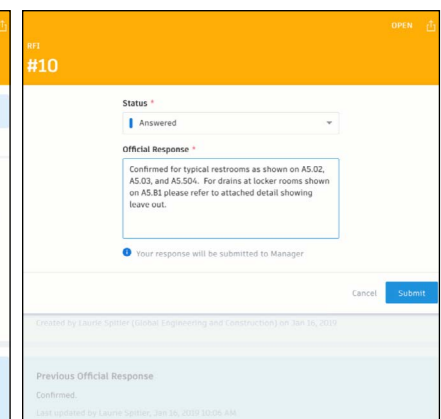 OPEN
RFI
#10
Status *
Answered
Official Response *
Confirmed for typical restrooms as shown on A5.02,
A5.03, and A5.504. For drains at locker rooms shown
on A5.B1 please refer to attached detail showing
leave out.
Your response will be submitted to Manager
Cancel Submit
Created by Laurie Spitler (Global Engineering and Construction) on Jan 16, 2019
Previous Official Response
Confirmed.
Last updated by Laurie Spitler, Jan 16, 2019 10:06 AM